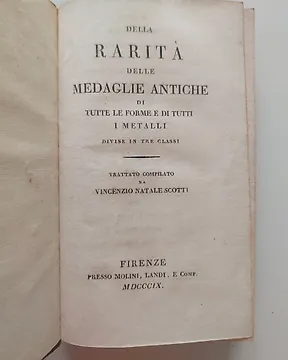 DELLA
RARITÀ
DELLE
MEDAGLIE ANTICHE
DI
TUTTE LE FORME E DI TUTTI
I METALLI
DIVISE IN TRE CLASSI
TRATTATO COMPILATO
DA
VINCENZIO NATALE SCOTTI
FIRENZE
PRESSO MOLINI, LANDI, E Comp.
MDCCCIX.